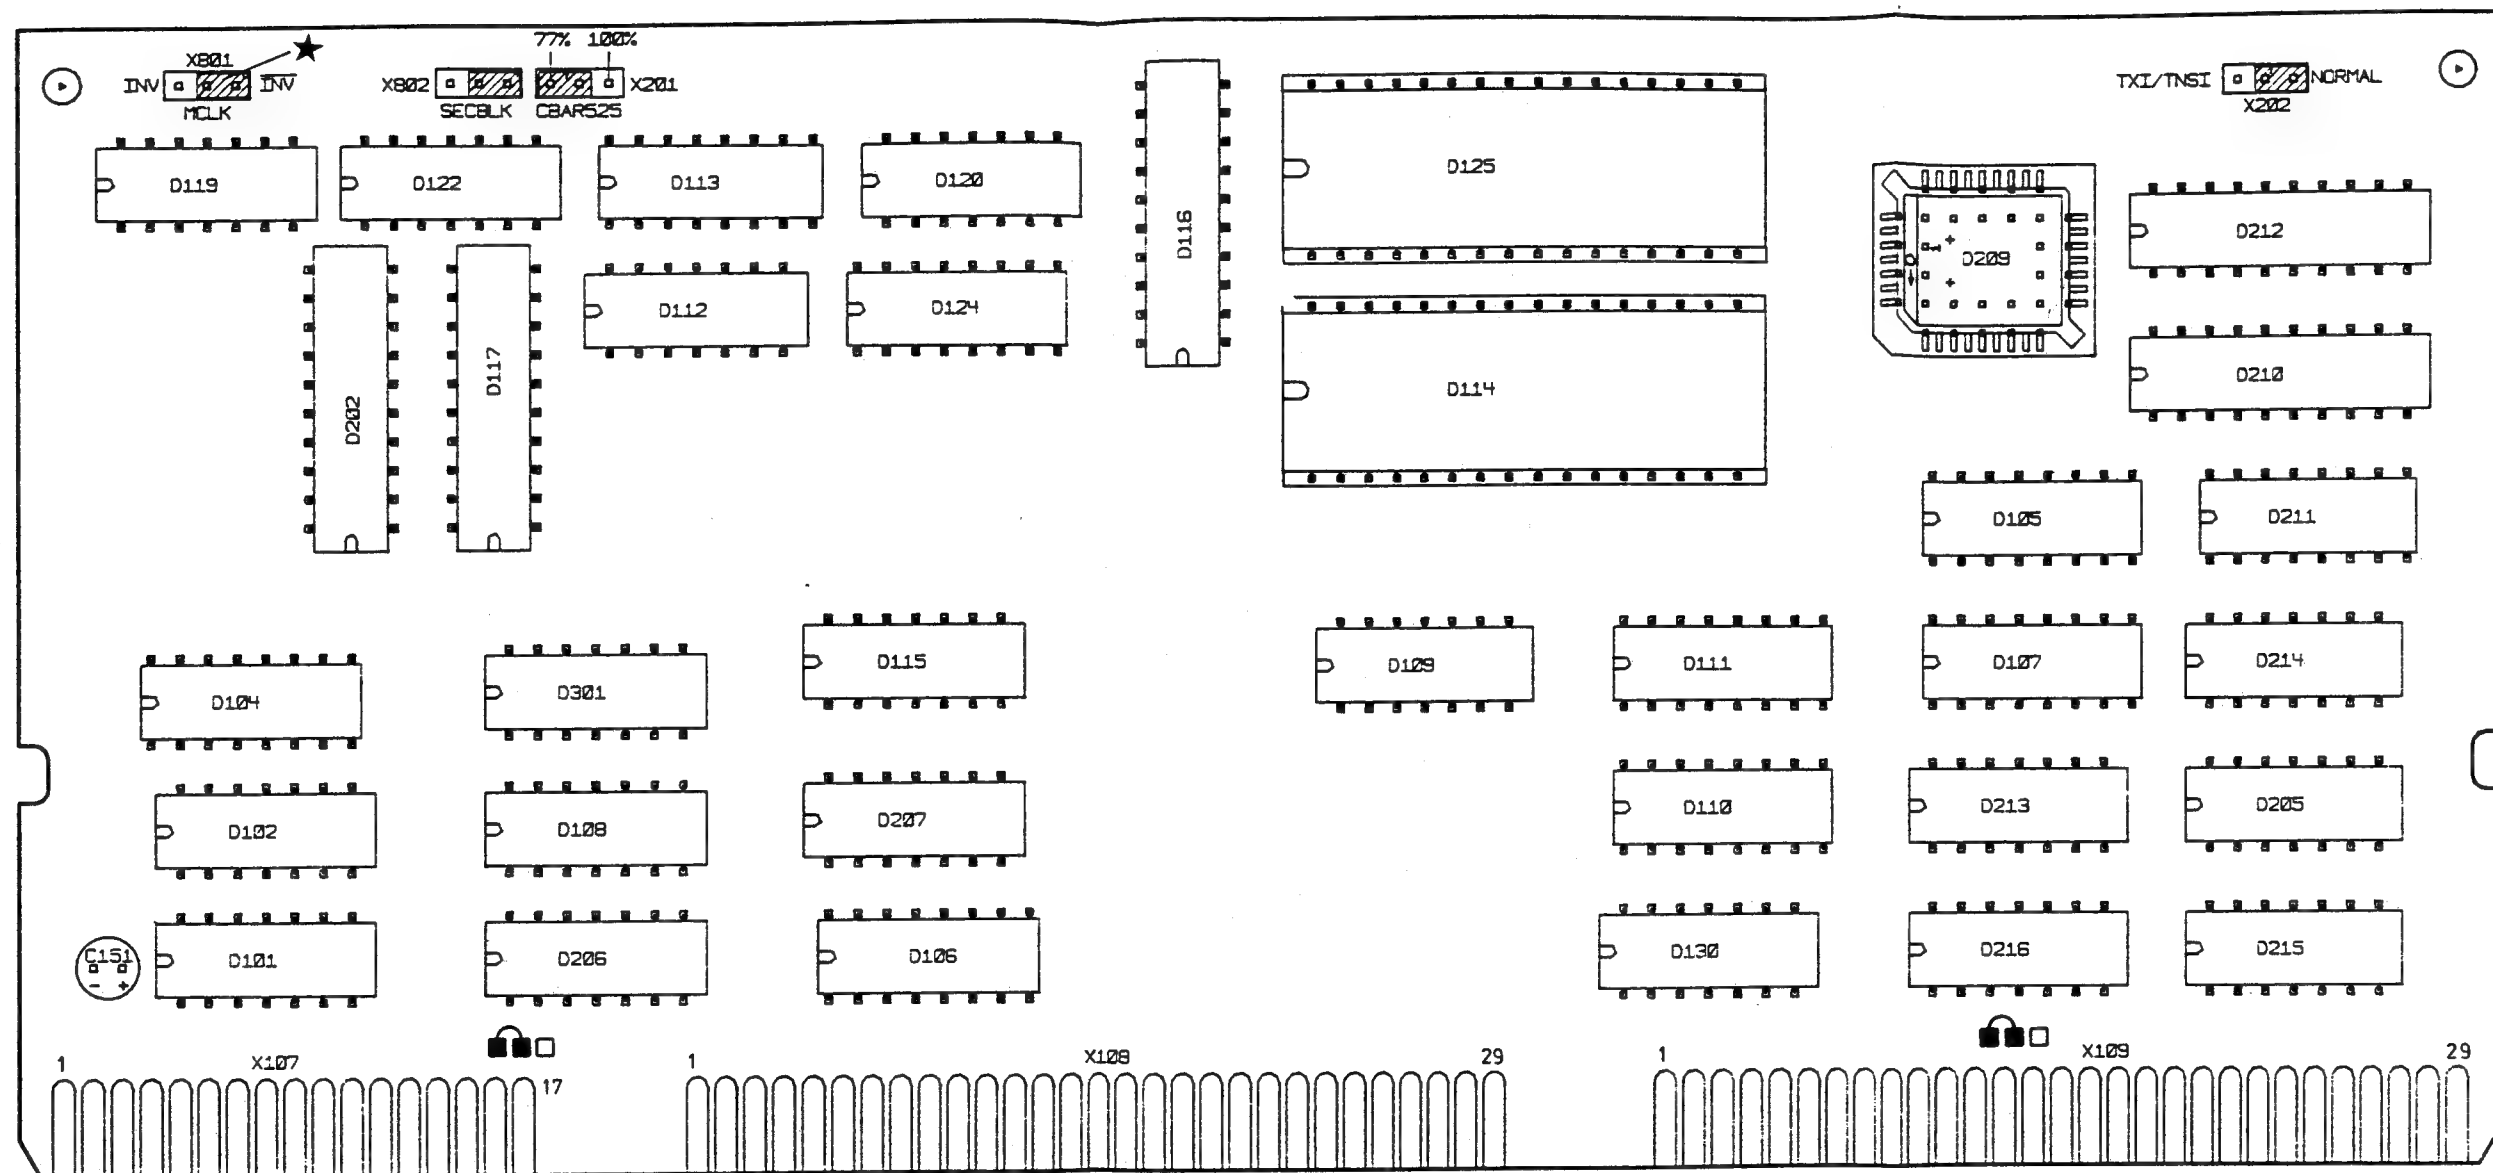 77% 100%
X801
INV INV
MCLK
X802 X201
SECBLK CBAR525
TXI/TNSI NORMAL
X202
D119
D122
D113
D120
D116
D125
D209
1
D212
D202
D117
D112
D124
D114
D210
D105
D211
D104
D301
D115
D109
D111
D107
D214
D102
D108
D207
D110
D213
D205
C151
- +
D101
D206
D106
D130
D216
D215
1 X107 17
1 X108 29
1 X109 29